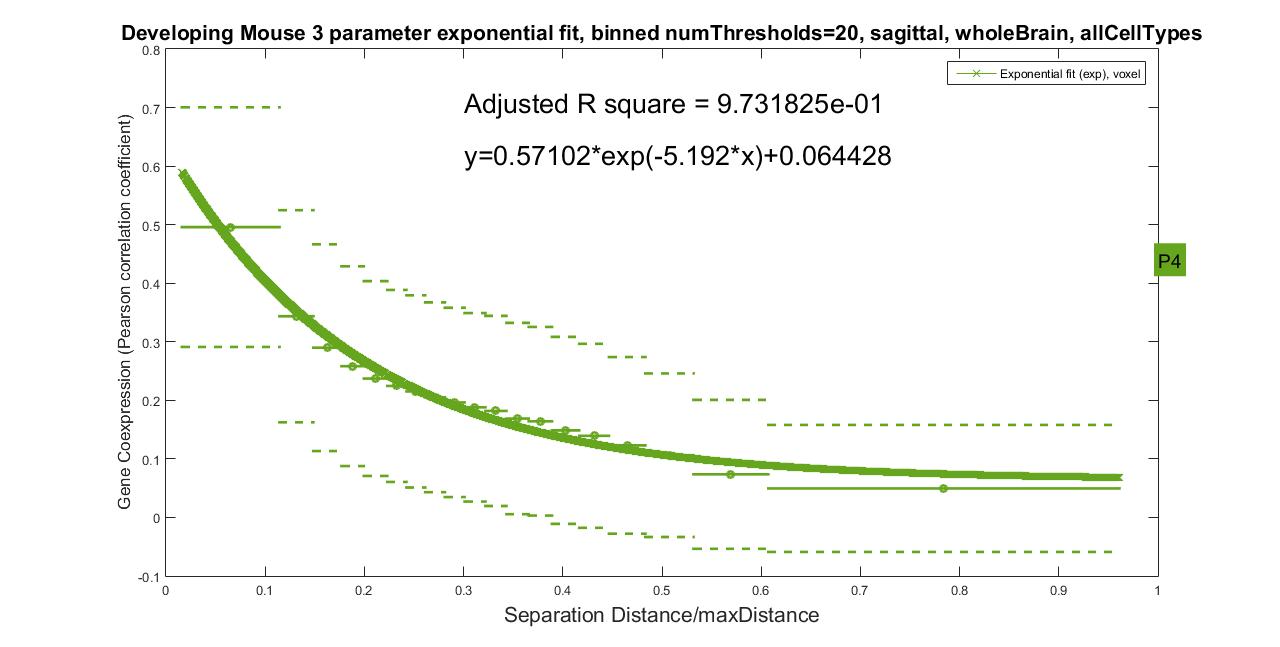 Developing Mouse 3 parameter exponential fit, binned numThresholds=20, sagittal, wholeBrain, allCellTypes
Exponential fit (exp), voxel
Adjusted R square = 9.731825e-01
y=0.57102*exp(-5.192*x)+0.064428
P4
Gene Coexpression (Pearson correlation coefficient)
0.8
0.7
0.6
0.5
0.4
0.3
0.2
0.1
0
-0.1
0 0.1 0.2 0.3 0.4 0.5 0.6 0.7 0.8 0.9 1
Separation Distance/maxDistance